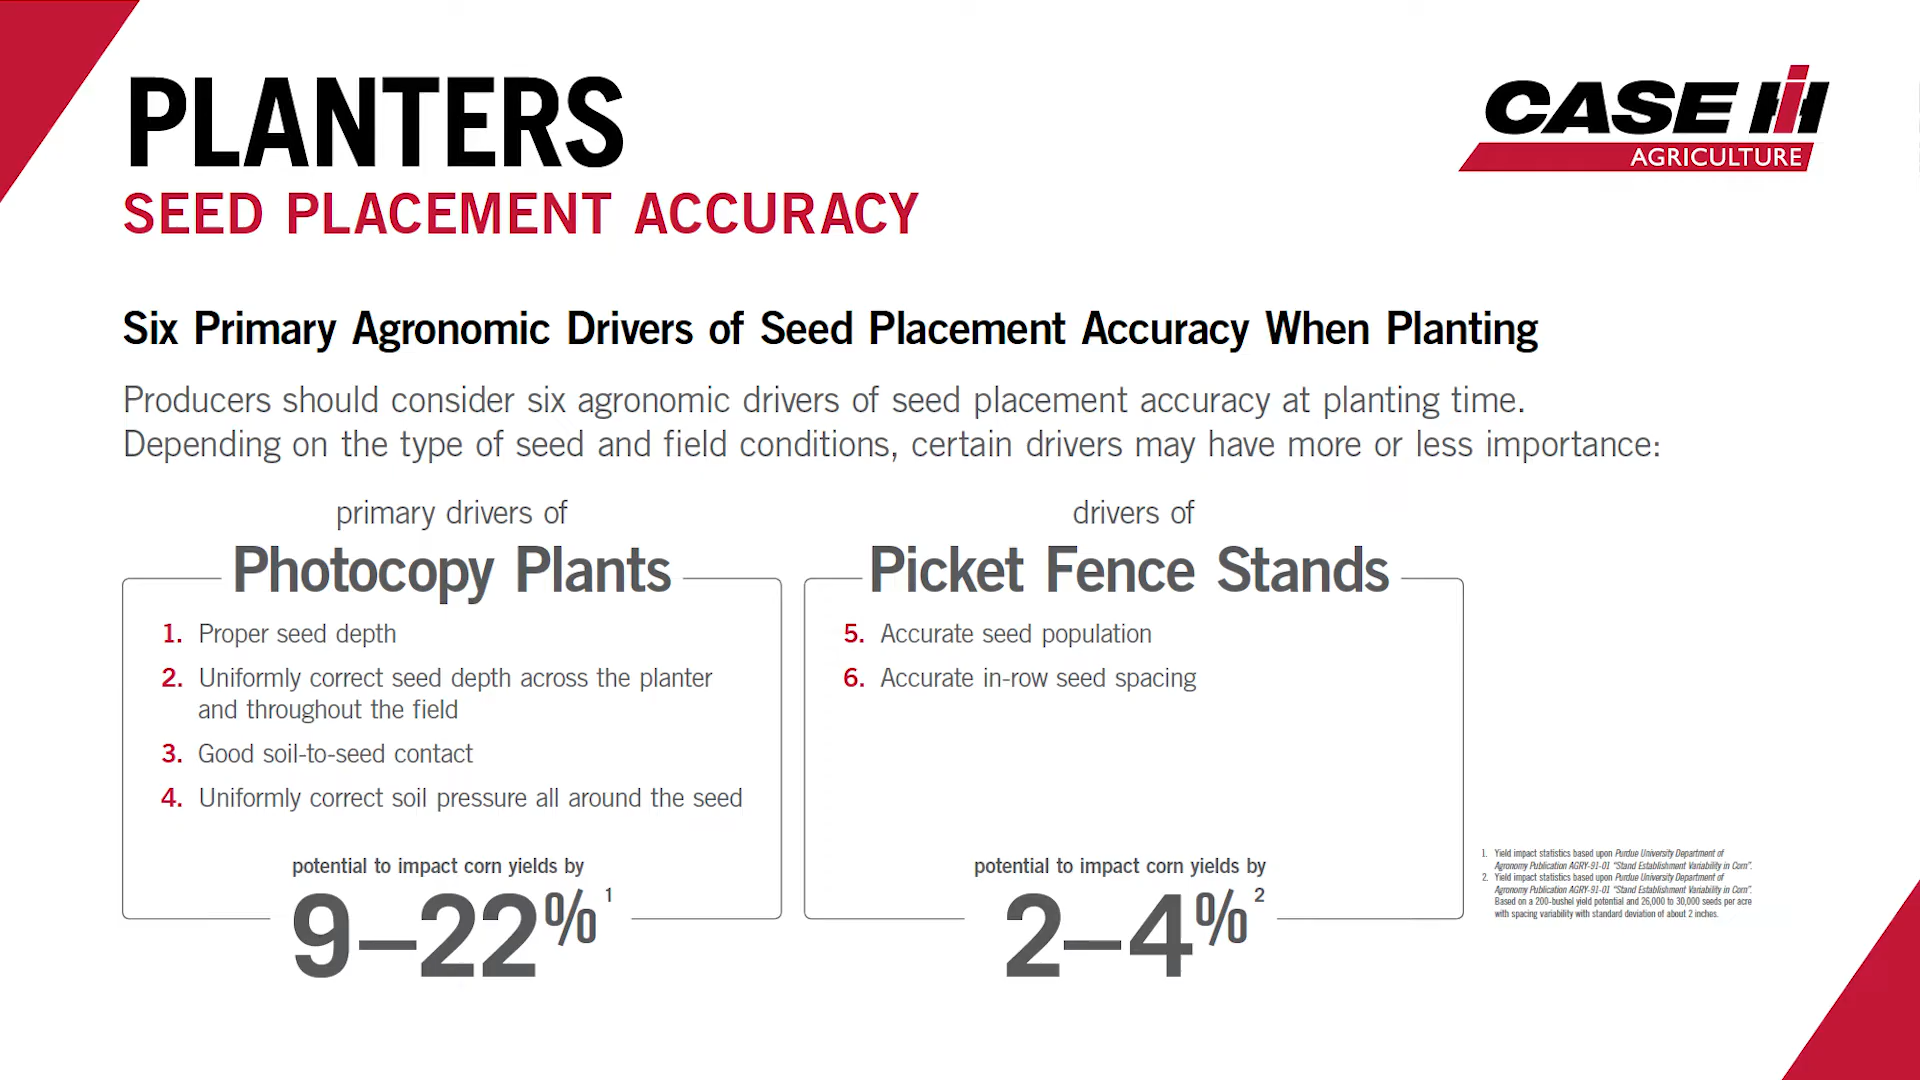 PLANTERS
SEED PLACEMENT ACCURACY
CASE IH
AGRICULTURE
Six Primary Agronomic Drivers of Seed Placement Accuracy When Planting
Producers should consider six agronomic drivers of seed placement accuracy at planting time.
Depending on the type of seed and field conditions, certain drivers may have more or less importance:
primary drivers of
Photocopy Plants
1. Proper seed depth
2. Uniformly correct seed depth across the planter
and throughout the field
3. Good soil-to-seed contact
4. Uniformly correct soil pressure all around the seed
potential to impact corn yields by
9–22%¹
drivers of
Picket Fence Stands
5. Accurate seed population
6. Accurate in-row seed spacing
potential to impact corn yields by
2–4%²
1. Yield impact statistics based upon Purdue University Department of
Agronomy Publication AGRY-91-01 “Stand Establishment Variability in Corn”.
2. Yield impact statistics based upon Purdue University Department of
Agronomy Publication AGRY-91-01 “Stand Establishment Variability in Corn”.
Based on a 200-bushel yield potential and 26,000 to 30,000 seeds per acre
with spacing variability with standard deviation of about 2 inches.